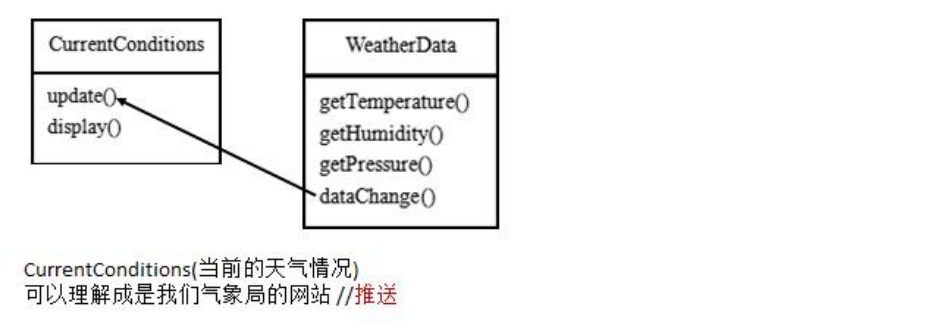 CurrentConditions
update()
display()
WeatherData
getTemperature()
getHumidity()
getPressure()
dataChange()
CurrentConditions(当前的天气情况)
可以理解成是我们气象局的网站 //推送